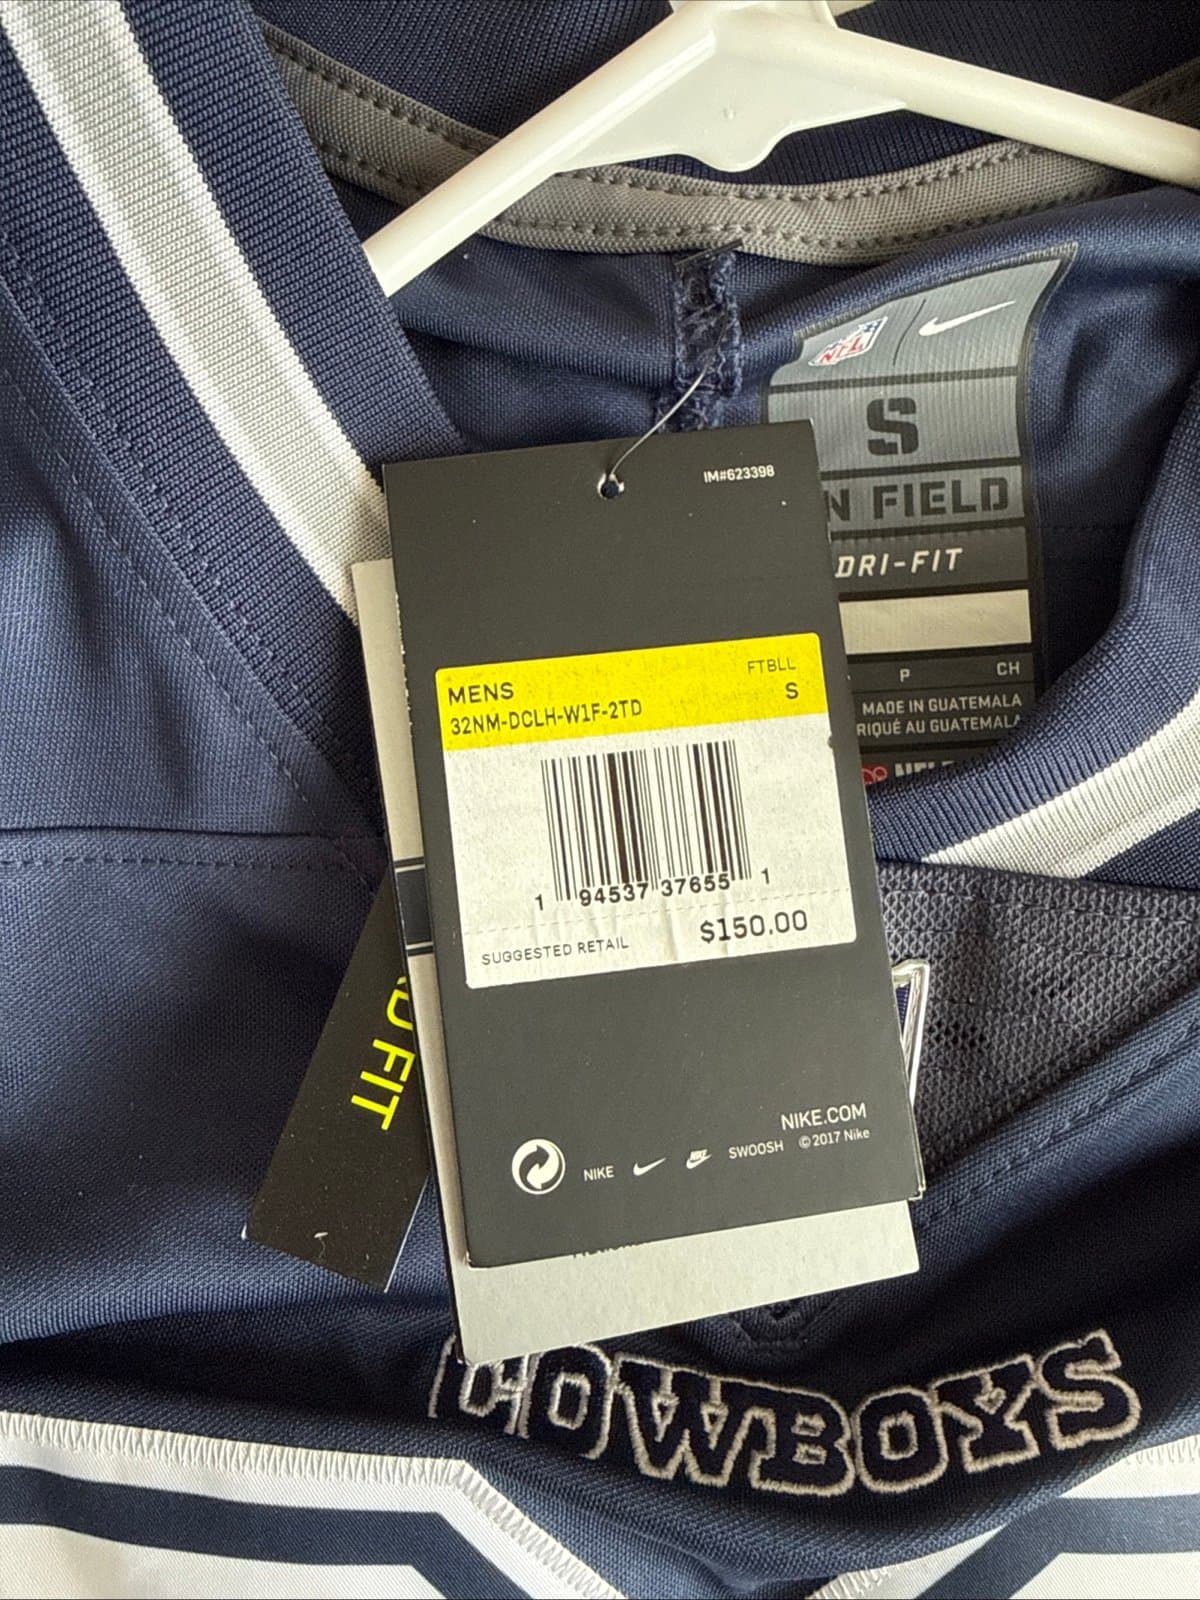 NFL
S
N FIELD
DRI-FIT
P CH
MADE IN GUATEMALA
RIQUÉ AU GUATEMALA
IM#623398
MENS FTBLL
32NM-DCLH-W1F-2TD S
1 94537 37655 1
SUGGESTED RETAIL $150.00
FIT
NIKE.COM
NIKE SWOOSH ©2017 Nike
COWBOYS